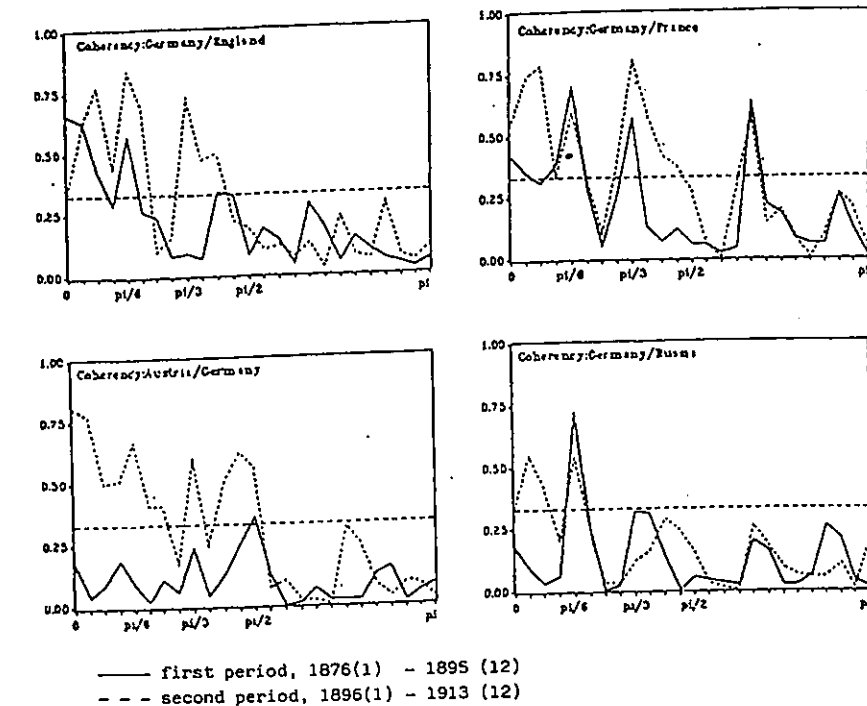 Coherency:Germany/England
1.00
0.75
0.50
0.25
0.00
0
pi/6
pi/3
pi/2
pi
Coherency:Germany/France
1.00
0.75
0.50
0.25
0.00
0
pi/6
pi/3
pi/2
pi
Coherency:Austria/Germany
1.00
0.75
0.50
0.25
0.00
0
pi/6
pi/3
pi/2
pi
Coherency:Germany/Russia
1.00
0.75
0.50
0.25
0.00
0
pi/6
pi/3
pi/2
first period, 1876(1) - 1895 (12)
second period, 1896(1) - 1913 (12)